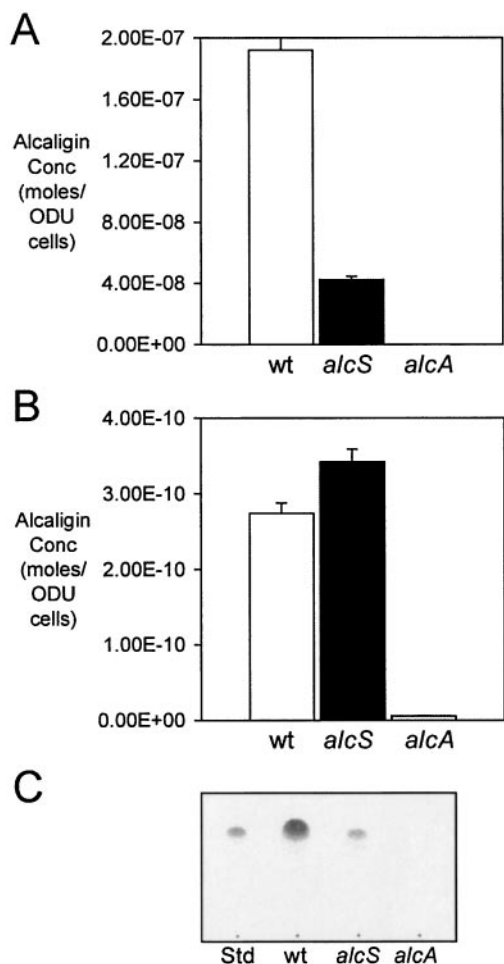 A
2.00E-07
1.60E-07
1.20E-07
8.00E-08
4.00E-08
0.00E+00
Alcaligin
Conc
(moles/
ODU
cells)
wt alcS alcA
B
4.00E-10
3.00E-10
2.00E-10
1.00E-10
0.00E+00
Alcaligin
Conc
(moles/
ODU
cells)
wt alcS alcA
C
Std wt alcS alcA